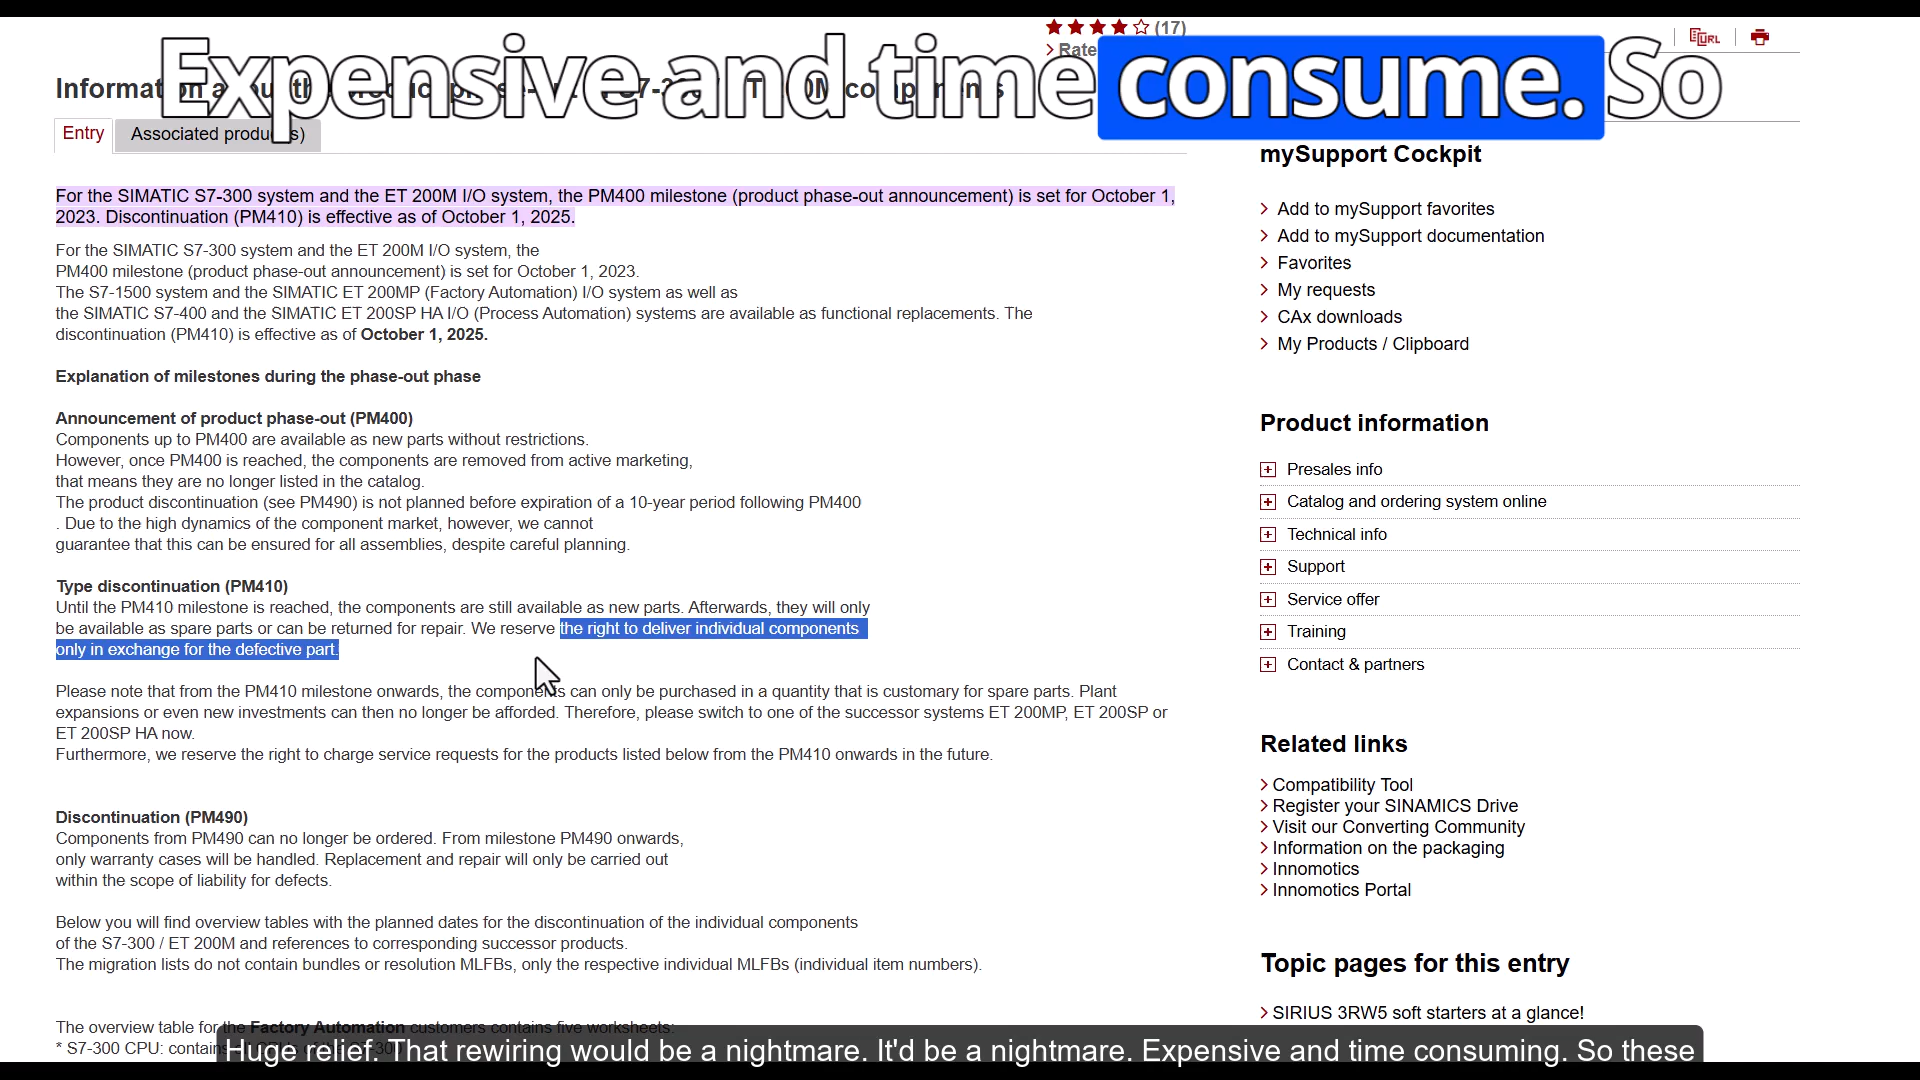 (17)
Rate
Expensive and time consume. So
Entry
Associated
mySupport Cockpit
For the SIMATIC S7-300 system and the ET 200M I/O system, the PM400 milestone (product phase-out announcement) is set for October 1,
2023. Discontinuation (PM410) is effective as of October 1, 2025.
For the SIMATIC S7-300 system and the ET 200M I/O system, the
PM400 milestone (product phase-out announcement) is set for October 1, 2023.
The S7-1500 system and the SIMATIC ET 200MP (Factory Automation) I/O system as well as
the SIMATIC S7-400 and the SIMATIC ET 200SP HA I/O (Process Automation) systems are available as functional replacements. The
discontinuation (PM410) is effective as of October 1, 2025.
Explanation of milestones during the phase-out phase
Announcement of product phase-out (PM400)
Components up to PM400 are available as new parts without restrictions.
However, once PM400 is reached, the components are removed from active marketing,
that means they are no longer listed in the catalog.
The product discontinuation (see PM490) is not planned before expiration of a 10-year period following PM400
. Due to the high dynamics of the component market, however, we cannot
guarantee that this can be ensured for all assemblies, despite careful planning.
Type discontinuation (PM410)
Until the PM410 milestone is reached, the components are still available as new parts. Afterwards, they will only
be available as spare parts or can be returned for repair. We reserve the right to deliver individual components
only in exchange for the defective part.
Please note that from the PM410 milestone onwards, the components can only be purchased in a quantity that is customary for spare parts. Plant
expansions or even new investments can then no longer be afforded. Therefore, please switch to one of the successor systems ET 200MP, ET 200SP or
ET 200SP HA now.
Furthermore, we reserve the right to charge service requests for the products listed below from the PM410 onwards in the future.
Discontinuation (PM490)
Components from PM490 can no longer be ordered. From milestone PM490 onwards,
only warranty cases will be handled. Replacement and repair will only be carried out
within the scope of liability for defects.
Below you will find overview tables with the planned dates for the discontinuation of the individual components
of the S7-300 / ET 200M and references to corresponding successor products.
The migration lists do not contain bundles or resolution MLFBs, only the respective individual MLFBs (individual item numbers).
The overview table for the Factory Automation customers contains five worksheets:
* S7-300 CPU:
URL
Add to mySupport favorites
Add to mySupport documentation
Favorites
My requests
CAx downloads
My Products / Clipboard
Product information
Presales info
Catalog and ordering system online
Technical info
Support
Service offer
Training
Contact & partners
Related links
Compatibility Tool
Register your SINAMICS Drive
Visit our Converting Community
Information on the packaging
Innomotics
Innomotics Portal
Topic pages for this entry
SIRIUS 3RW5 soft starters at a glance!
Huge relief. That rewiring would be a nightmare. It'd be a nightmare. Expensive and time consuming. So these